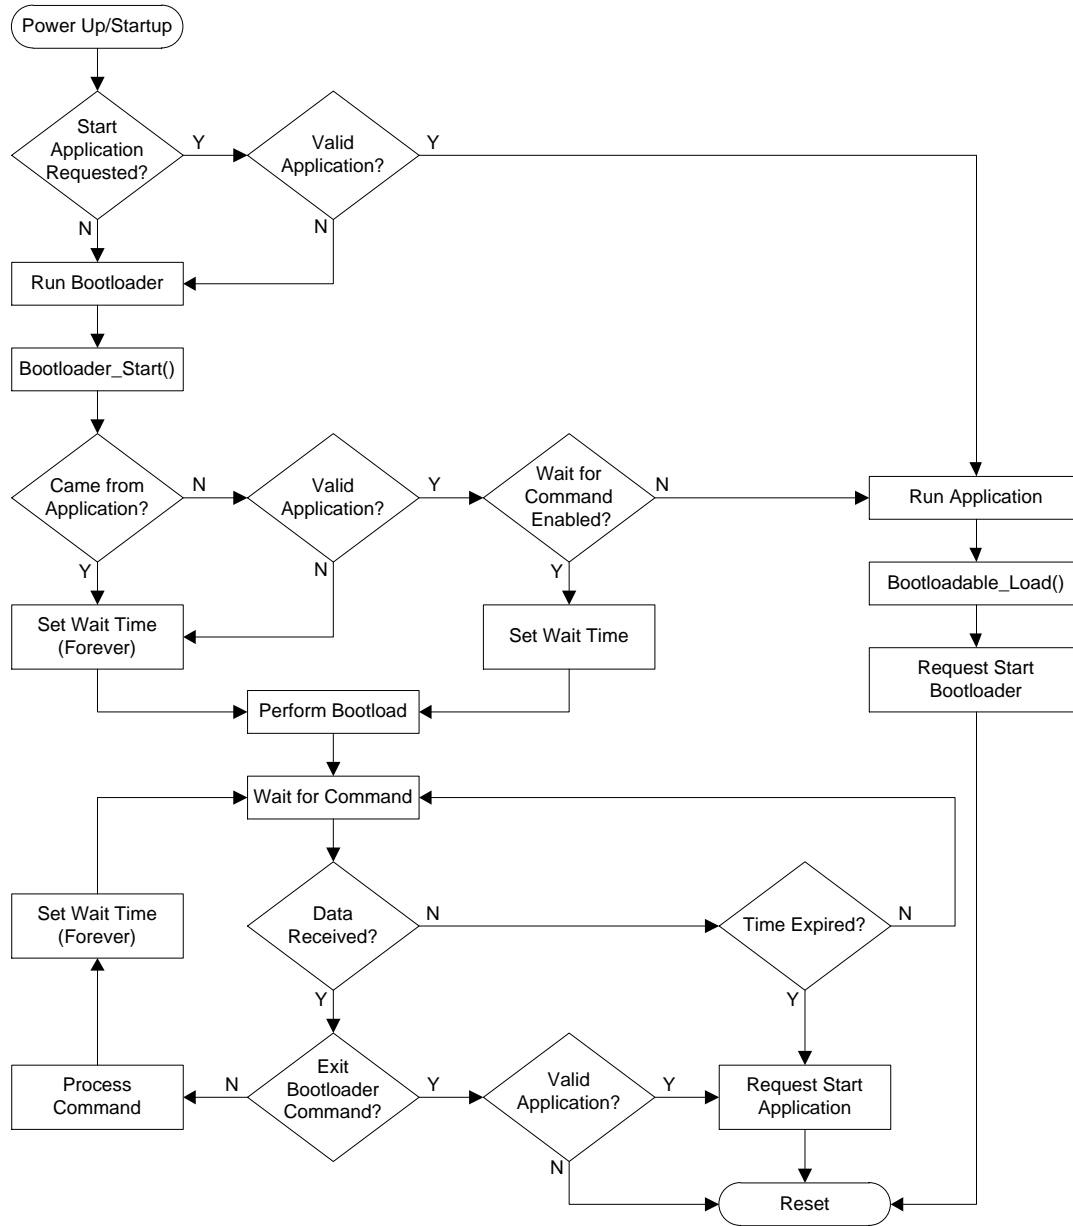 Power Up/Startup
Start
Application
Requested?
Y
Valid
Application?
Y
N
N
Run Bootloader
Bootloader_Start()
Came from
Application?
N
Valid
Application?
Y
Wait for
Command
Enabled?
N
Run Application
Y
N
Y
Bootloadable_Load()
Set Wait Time
(Forever)
Set Wait Time
Request Start
Bootloader
Perform Bootload
Wait for Command
Set Wait Time
(Forever)
Data
Received?
N
Time Expired?
N
Y
Y
Process
Command
N
Exit
Bootloader
Command?
Y
Valid
Application?
Y
Request Start
Application
N
Reset